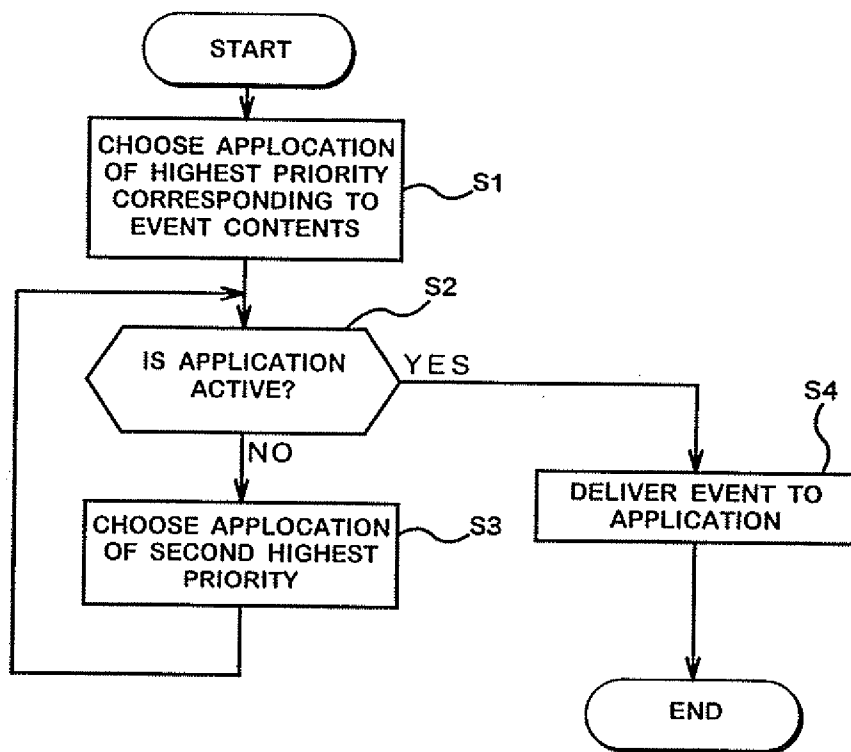 START
CHOOSE APPLOCATION
OF HIGHEST PRIORITY
CORRESPONDING TO
EVENT CONTENTS
S1
S2
IS APPLICATION
ACTIVE?
YES
NO
S4
DELIVER EVENT TO
APPLICATION
CHOOSE APPLOCATION
OF SECOND HIGHEST
PRIORITY
S3
END